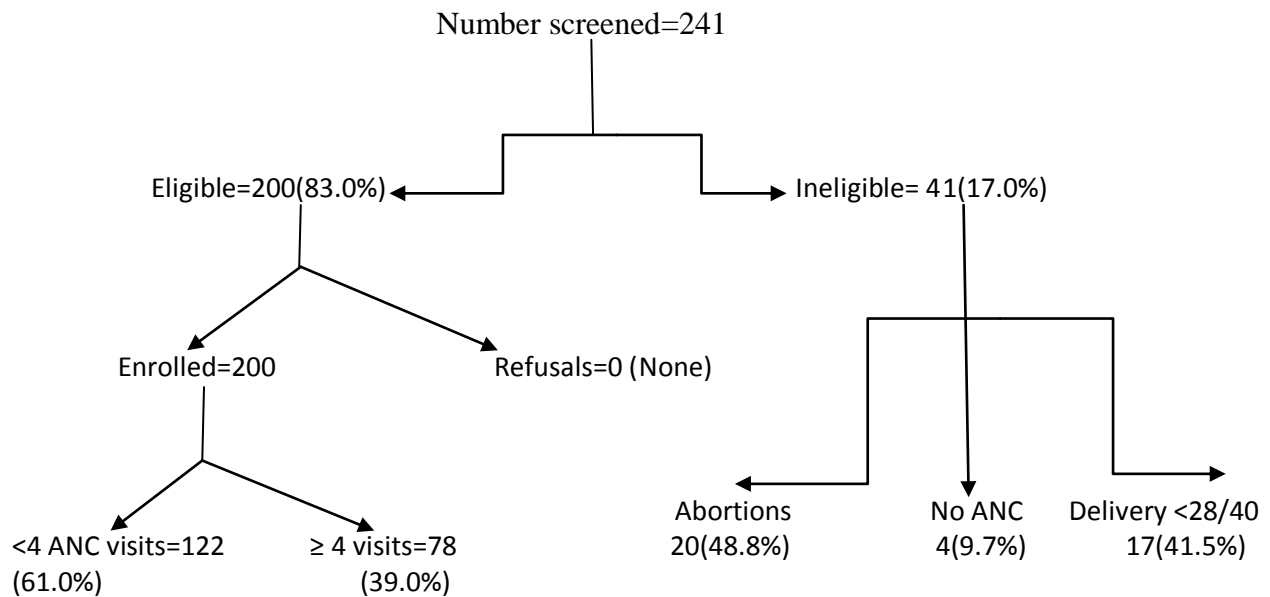 Number screened=241
Eligible=200(83.0%)
Ineligible= 41(17.0%)
Enrolled=200
Refusals=0 (None)
<4 ANC visits=122
(61.0%)
≥ 4 visits=78
(39.0%)
Abortions
20(48.8%)
No ANC
4(9.7%)
Delivery <28/40
17(41.5%)